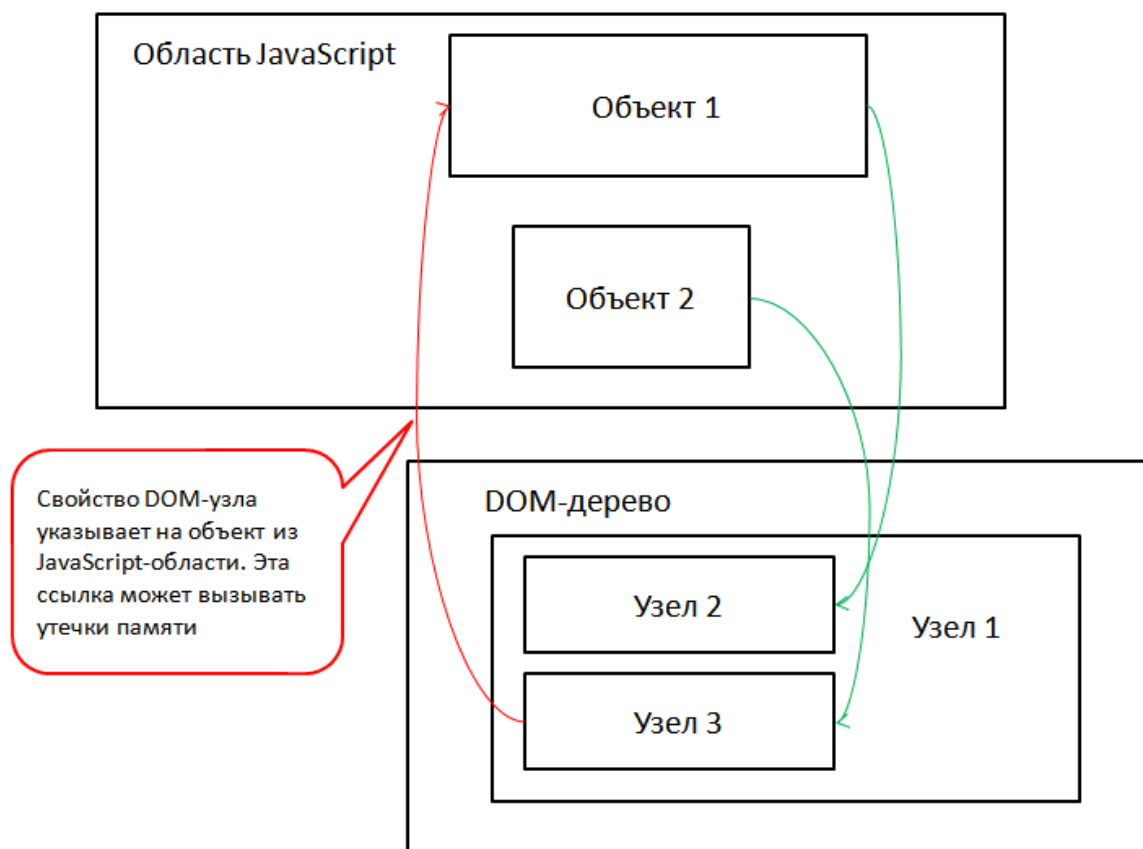 Область JavaScript
Объект 1
Объект 2
Свойство DOM-узла
указывает на объект из
JavaScript-области. Эта
ссылка может вызывать
утечки памяти
DOM-дерево
Узел 2
Узел 1
Узел 3